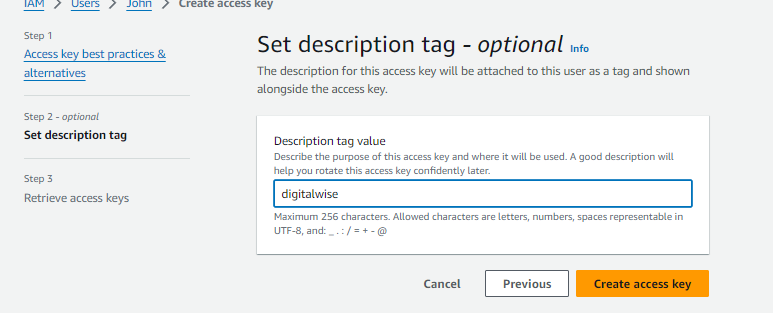 IAM > Users > John > Create access key
Step 1
Access key best practices &
alternatives
Step 2 - optional
Set description tag
Step 3
Retrieve access keys
Set description tag - optional Info
The description for this access key will be attached to this user as a tag and shown
alongside the access key.
Description tag value
Describe the purpose of this access key and where it will be used. A good description will
help you rotate this access key confidently later.
digitalwise
Maximum 256 characters. Allowed characters are letters, numbers, spaces representable in
UTF-8, and: _ . : / = + - @
Cancel
Previous
Create access key